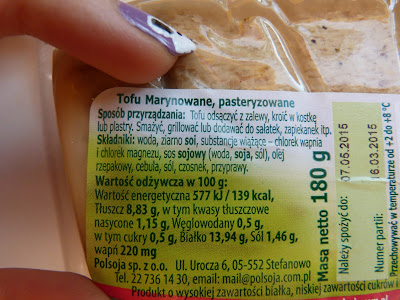 Tofu Marynowane, pasteryzowane
Sposób przyrządzania: Tofu odsączyć z zalewy, kroić w kostkę
lub plastry. Smażyć, grillować lub dodawać do sałatek, zapiekanek itp.
Składniki: woda, ziarno soi, substancje wiążące – chlorek wapnia
i chlorek magnezu, sos sojowy (woda, soja, sól), olej
rzepakowy, cebula, sól, czosnek, przyprawy.
Wartość odżywcza w 100 g:
Wartość energetyczna 577 kJ / 139 kcal,
Tłuszcz 8,83 g, w tym kwasy tłuszczowe
nasycone 1,15 g, Węglowodany 0,5 g,
w tym cukry 0,5 g, Białko 13,94 g, Sól 1,46 g,
wapń 220 mg
Polsoja sp. z o.o. Ul. Urocza 6, 05-552 Stefanowo
Tel. 22 736 14 30, email: mail@polsoja.com.pl
Produkt o wysokiej zawartości białka, niskiej zawartości cukrów i
Masa netto 180 g
Należy spożyć do:
07.05.2015
Numer partii:
16.03.2015
Przechowywać w temperaturze od +2 do +8°C